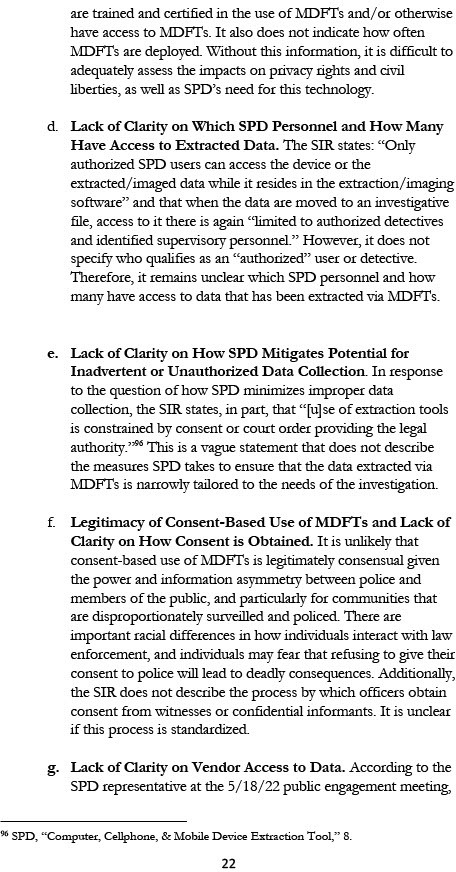 are trained and certified in the use of MDFTs and/or otherwise
have access to MDFTs. It also does not indicate how often
MDFTs are deployed. Without this information, it is difficult to
adequately assess the impacts on privacy rights and civil
liberties, as well as SPD’s need for this technology.
d. Lack of Clarity on Which SPD Personnel and How Many
Have Access to Extracted Data. The SIR states: “Only
authorized SPD users can access the device or the
extracted/imaged data while it resides in the extraction/imaging
software” and that when the data are moved to an investigative
file, access to it there is again “limited to authorized detectives
and identified supervisory personnel.” However, it does not
specify who qualifies as an “authorized” user or detective.
Therefore, it remains unclear which SPD personnel and how
many have access to data that has been extracted via MDFTs.
e. Lack of Clarity on How SPD Mitigates Potential for
Inadvertent or Unauthorized Data Collection. In response
to the question of how SPD minimizes improper data
collection, the SIR states, in part, that “[u]se of extraction tools
is constrained by consent or court order providing the legal
authority.”96 This is a vague statement that does not describe
the measures SPD takes to ensure that the data extracted via
MDFTs is narrowly tailored to the needs of the investigation.
f. Legitimacy of Consent-Based Use of MDFTs and Lack of
Clarity on How Consent is Obtained. It is unlikely that
consent-based use of MDFTs is legitimately consensual given
the power and information asymmetry between police and
members of the public, and particularly for communities that
are disproportionately surveilled and policed. There are
important racial differences in how individuals interact with law
enforcement, and individuals may fear that refusing to give their
consent to police will lead to deadly consequences. Additionally,
the SIR does not describe the process by which officers obtain
consent from witnesses or confidential informants. It is unclear
if this process is standardized.
g. Lack of Clarity on Vendor Access to Data. According to the
SPD representative at the 5/18/22 public engagement meeting,
96 SPD, “Computer, Cellphone, & Mobile Device Extraction Tool,” 8.
22